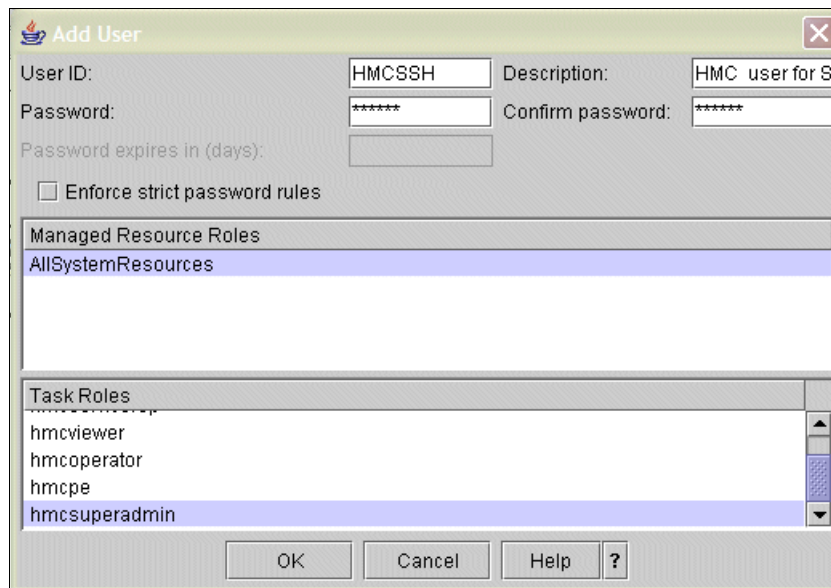 Add User
User ID: HMCSSH Description: HMC user for S
Password: ****** Confirm password: ******
Password expires in (days):
Enforce strict password rules
Managed Resource Roles
AllSystemResources
Task Roles
hmcviewer
hmcoperator
hmcpe
hmcsuperadmin
OK Cancel Help ?